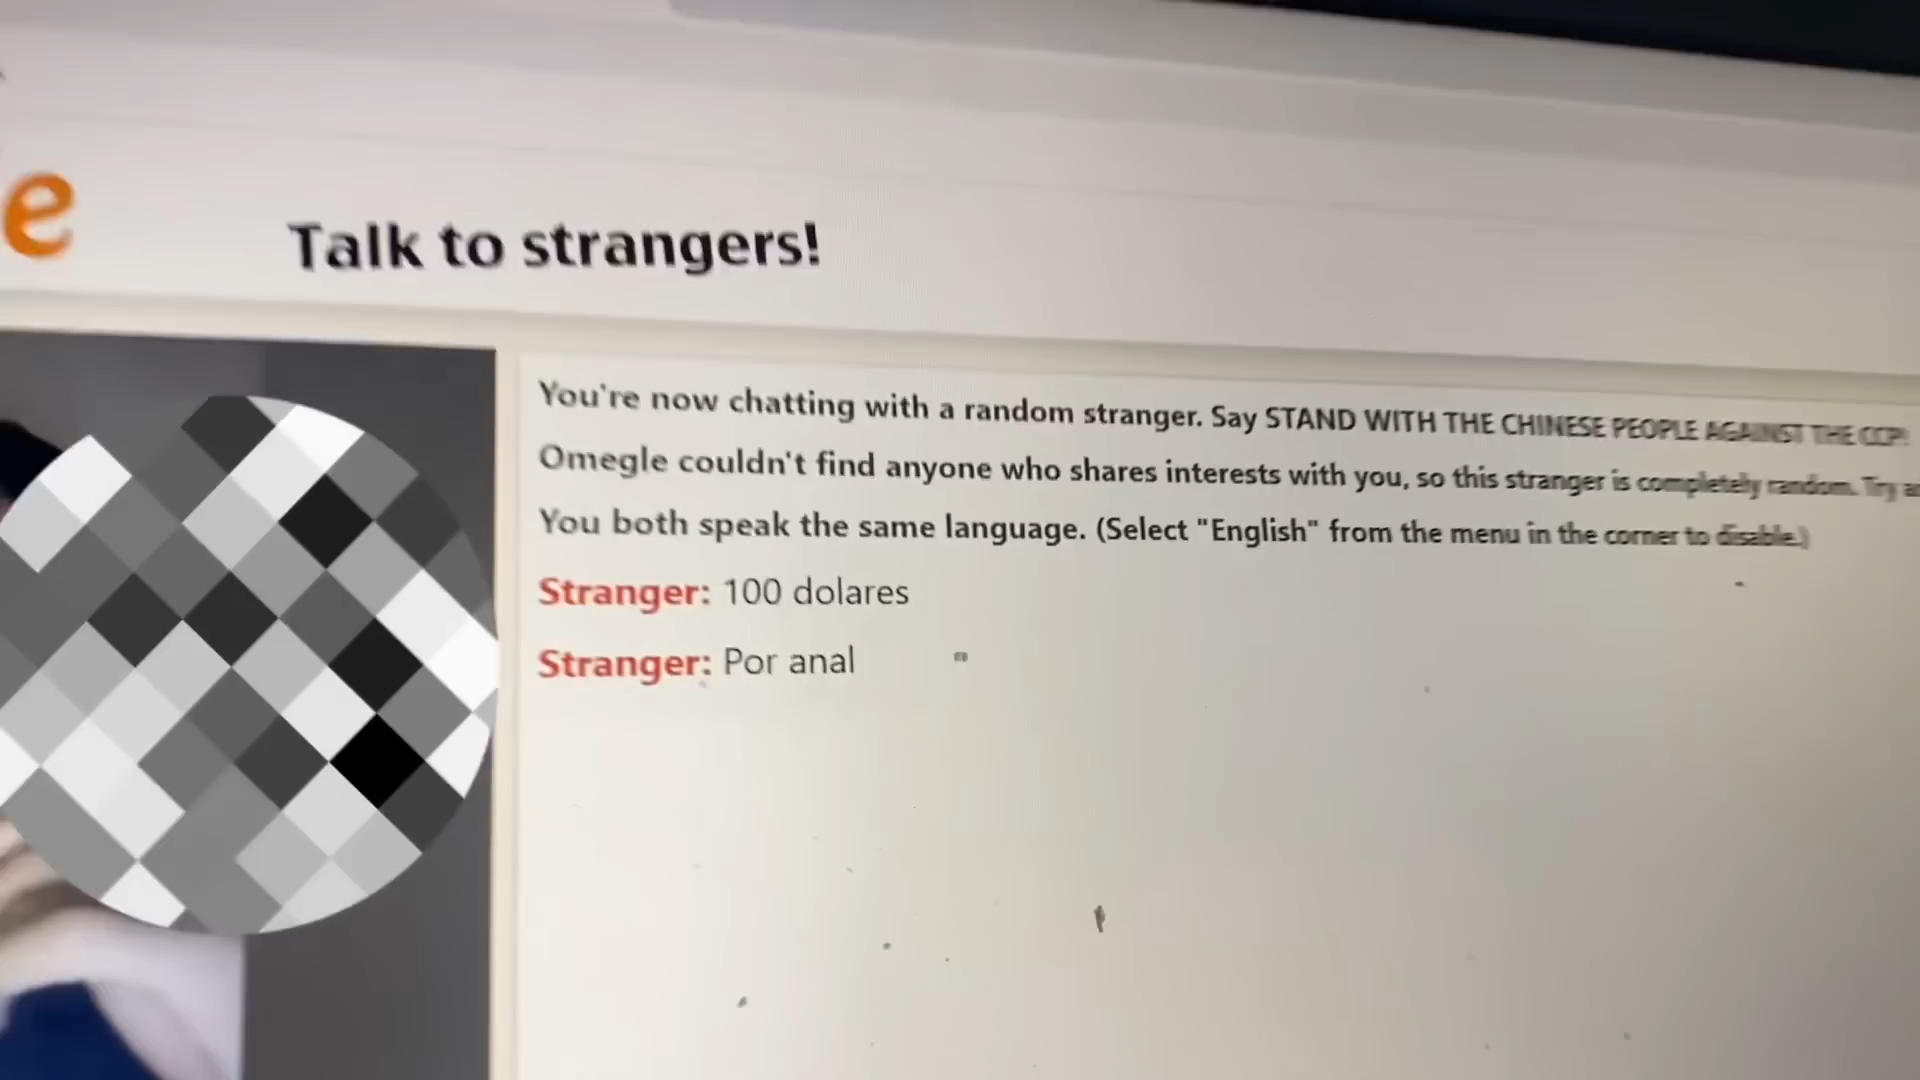 e
Talk to strangers!
You're now chatting with a random stranger. Say STAND WITH THE CHINESE PEOPLE AGAINST THE CCP!
Omegle couldn't find anyone who shares interests with you, so this stranger is completely random. Try
You both speak the same language. (Select "English" from the menu in the corner to disable.)
Stranger: 100 dolares
Stranger: Por anal